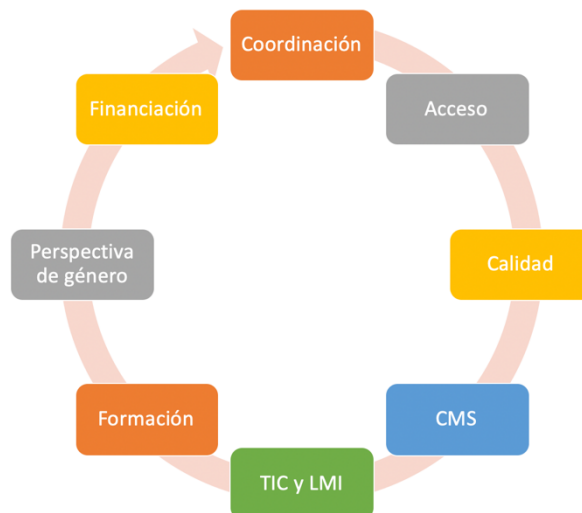 Coordinación
Acceso
Calidad
CMS
TIC y LMI
Formación
Perspectiva
de género
Financiación